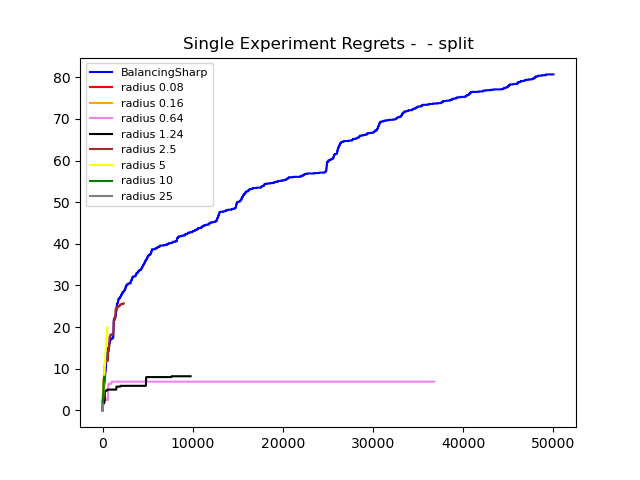 Single Experiment Regrets -  - split
BalancingSharp
radius 0.08
radius 0.16
radius 0.64
radius 1.24
radius 2.5
radius 5
radius 10
radius 25
80
70
60
50
40
30
20
10
0
0 10000 20000 30000 40000 50000